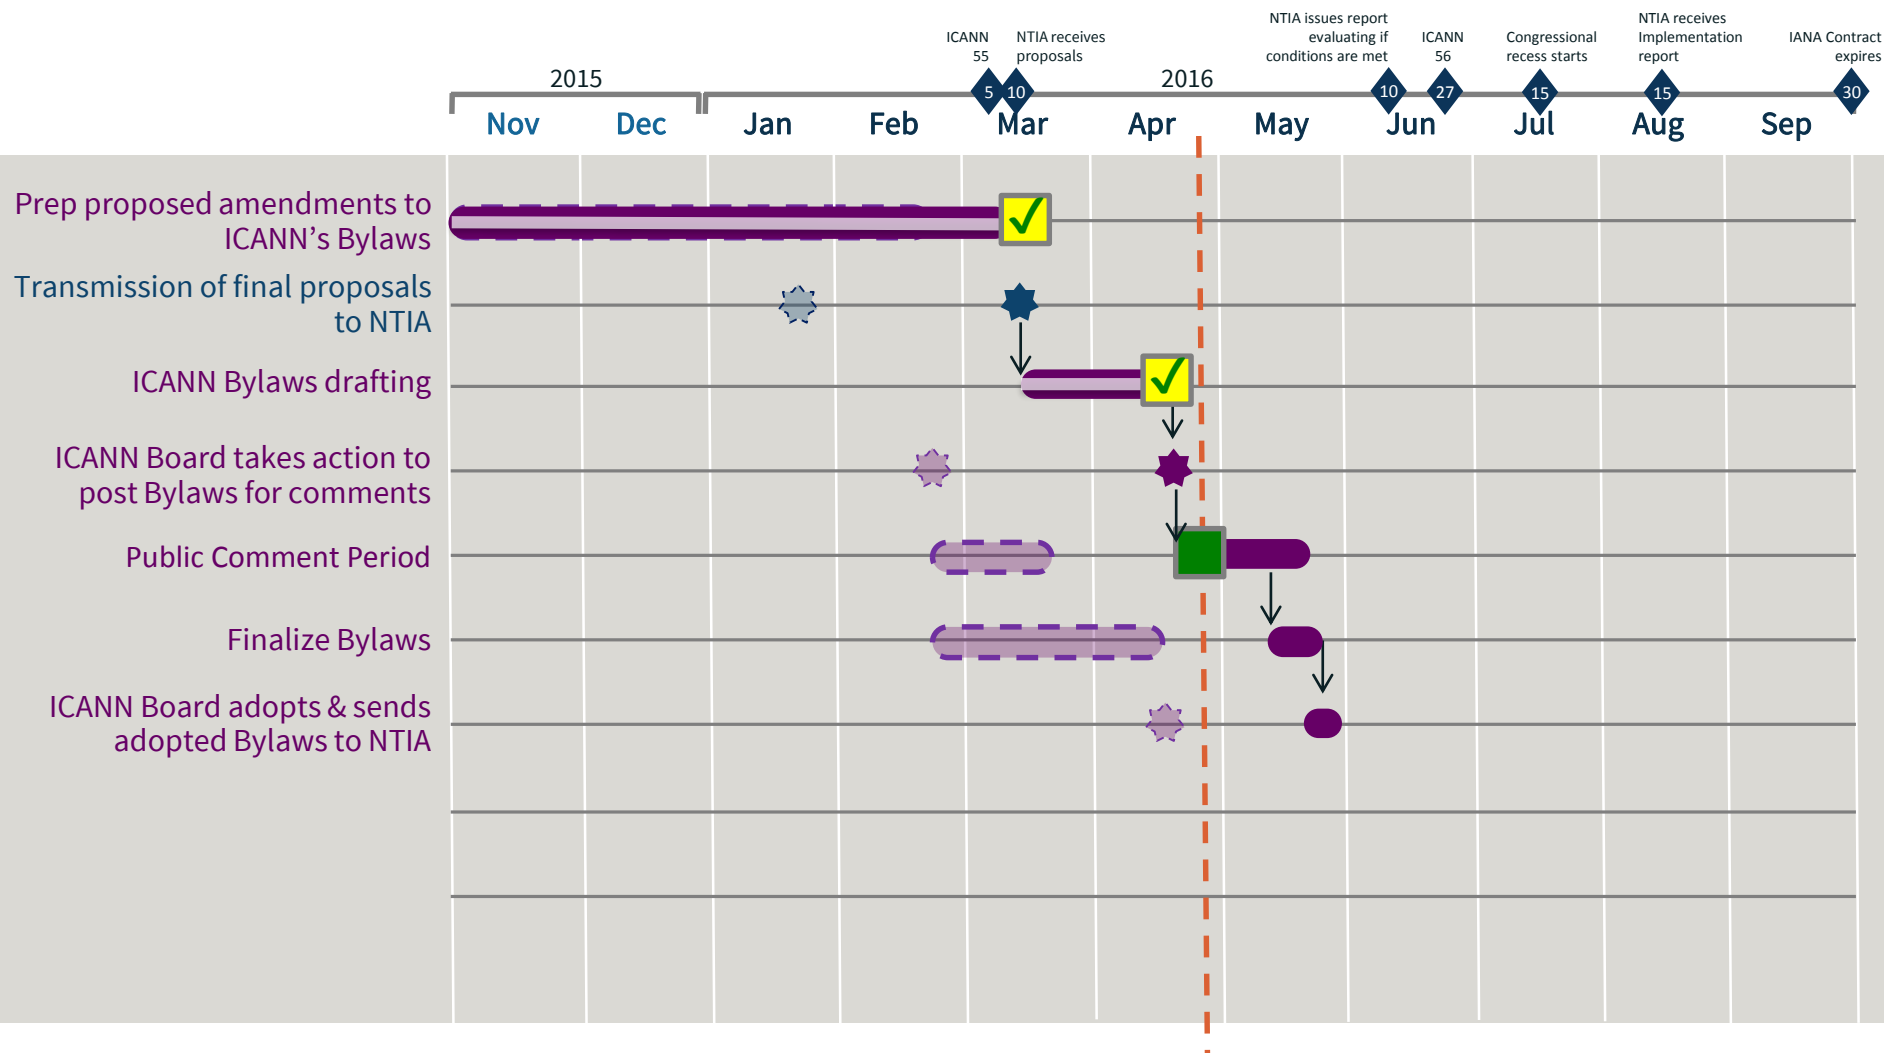 NTIA issues report
evaluating if
conditions are met
NTIA receives
Implementation
report
ICANN
55
NTIA receives
proposals
ICANN
56
Congressional
recess starts
IANA Contract
expires
2015
2016
5
10
10
27
15
15
30
Nov
Dec
Jan
Feb
Mar
Apr
May
Jun
Jul
Aug
Sep
Prep proposed amendments to
ICANN’s Bylaws
Transmission of final proposals
to NTIA
ICANN Bylaws drafting
ICANN Board takes action to
post Bylaws for comments
Public Comment Period
Finalize Bylaws
ICANN Board adopts & sends
adopted Bylaws to NTIA